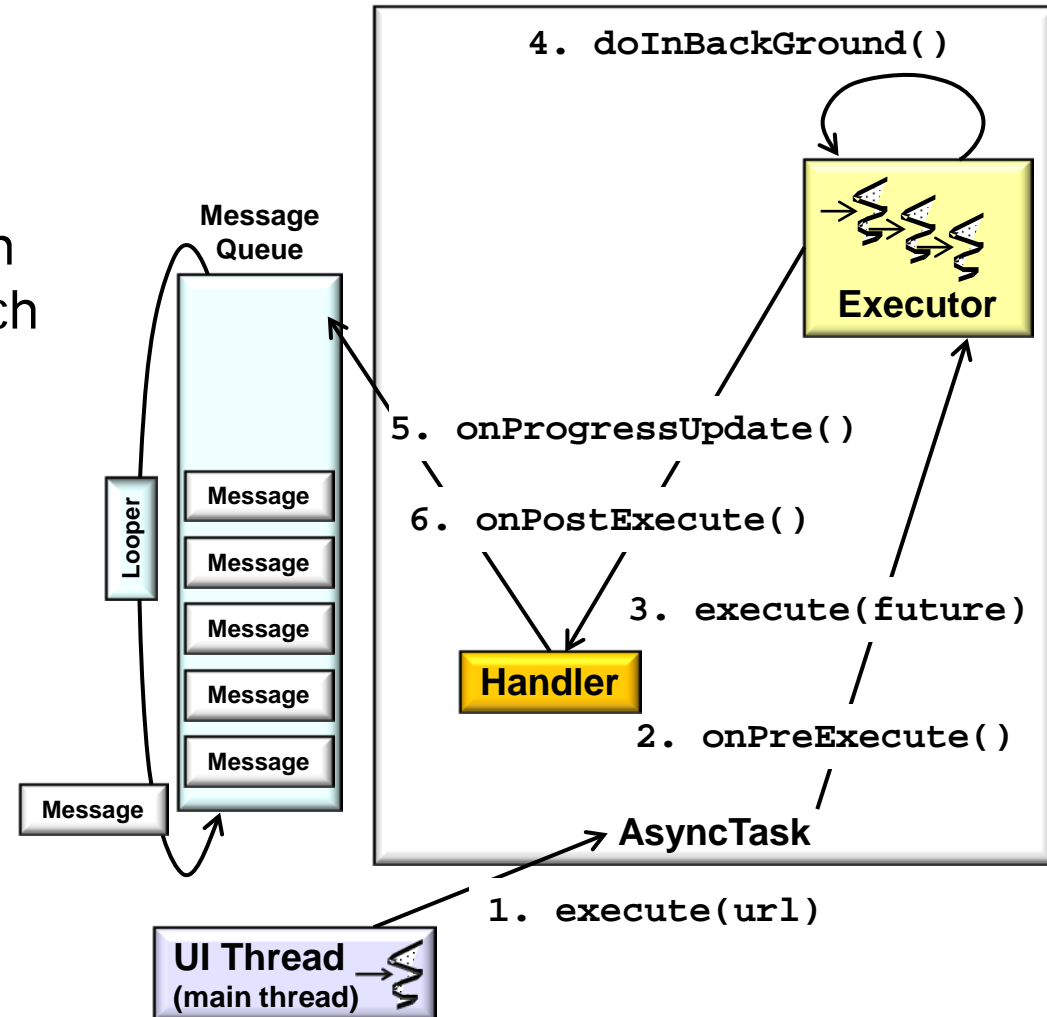 4. doInBackGround()
n
ch
Message
Queue
Executor
5. onProgressUpdate()
Message
6. onPostExecute()
Looper
Message
Message
3. execute(future)
Handler
Message
2. onPreExecute()
Message
Message
AsyncTask
1. execute(url)
UI Thread
(main thread)